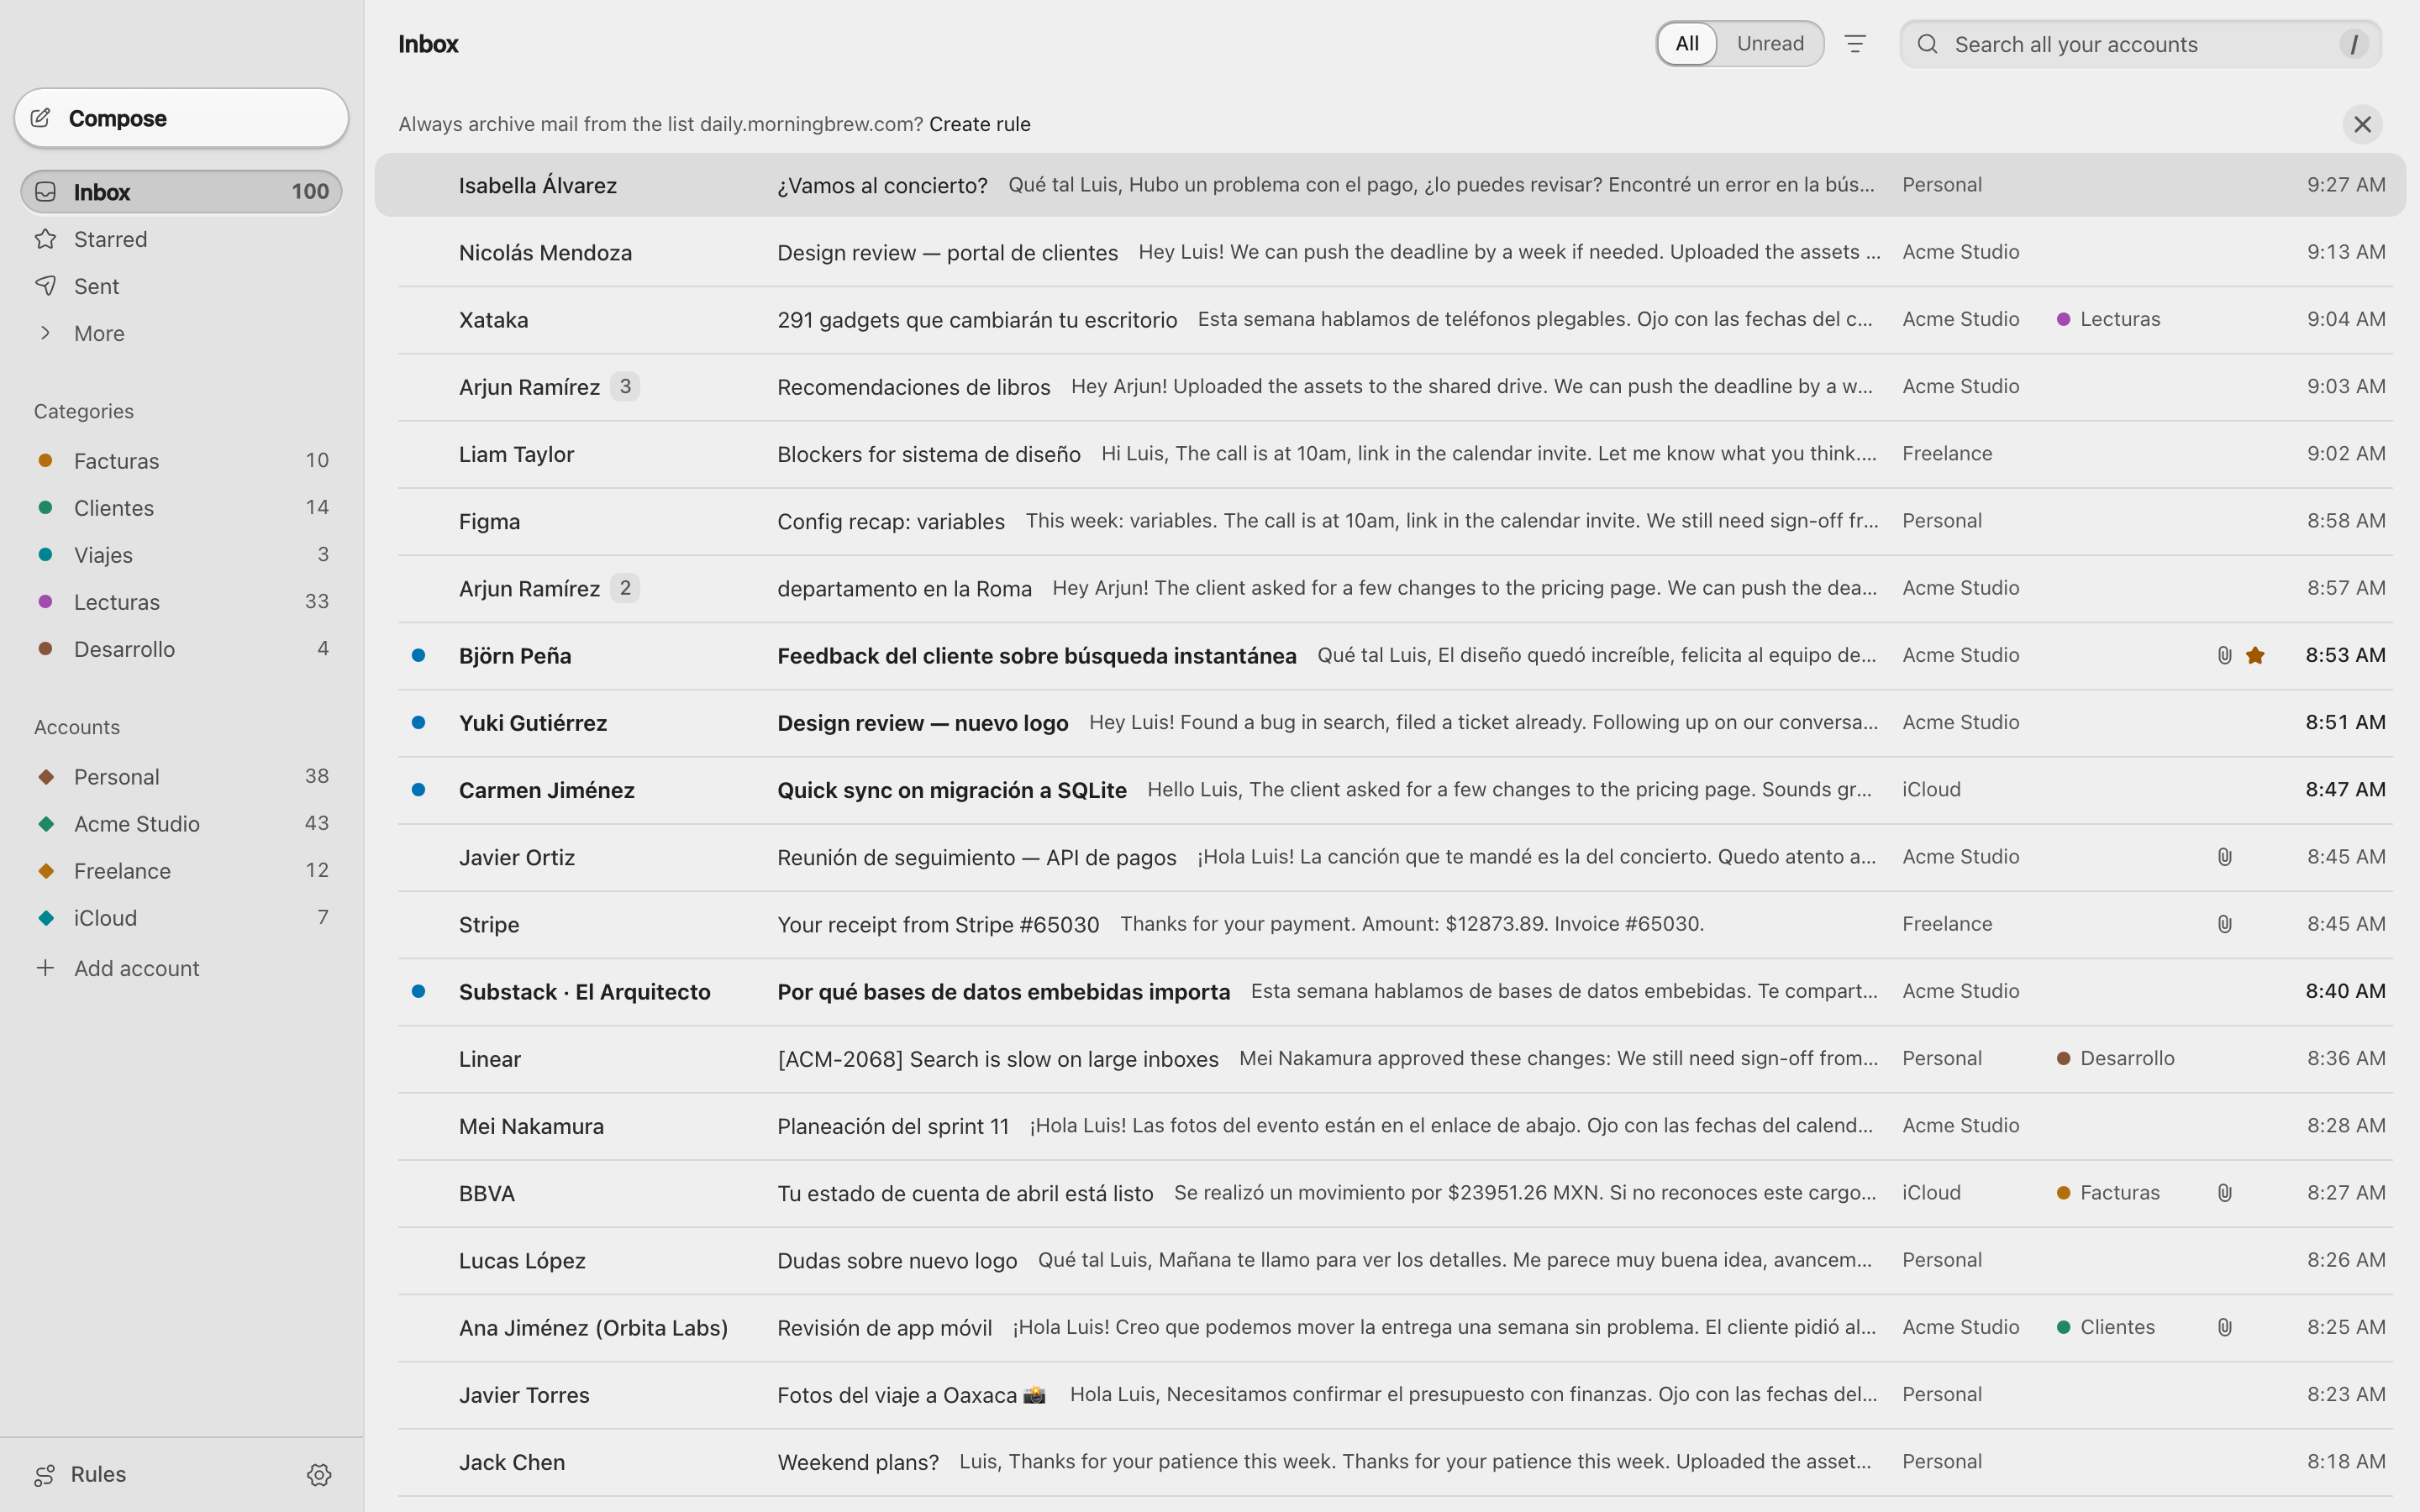 Inbox
All
Unread
Search all your accounts
/
Compose
Always archive mail from the list daily.morningbrew.com? Create rule
Inbox 100
Starred
Sent
More
Categories
Facturas 10
Clientes 14
Viajes 3
Lecturas 33
Desarrollo 4
Accounts
Personal 38
Acme Studio 43
Freelance 12
iCloud 7
Add account
Rules
Isabella Álvarez ¿Vamos al concierto? Qué tal Luis, Hubo un problema con el pago, ¿lo puedes revisar? Encontré un error en la bús... Personal 9:27 AM
Nicolás Mendoza Design review — portal de clientes Hey Luis! We can push the deadline by a week if needed. Uploaded the assets ... Acme Studio 9:13 AM
Xataka 291 gadgets que cambiarán tu escritorio Esta semana hablamos de teléfonos plegables. Ojo con las fechas del c... Acme Studio Lecturas 9:04 AM
Arjun Ramírez 3 Recomendaciones de libros Hey Arjun! Uploaded the assets to the shared drive. We can push the deadline by a w... Acme Studio 9:03 AM
Liam Taylor Blockers for sistema de diseño Hi Luis, The call is at 10am, link in the calendar invite. Let me know what you think.... Freelance 9:02 AM
Figma Config recap: variables This week: variables. The call is at 10am, link in the calendar invite. We still need sign-off fr... Personal 8:58 AM
Arjun Ramírez 2 departamento en la Roma Hey Arjun! The client asked for a few changes to the pricing page. We can push the dea... Acme Studio 8:57 AM
Björn Peña Feedback del cliente sobre búsqueda instantánea Qué tal Luis, El diseño quedó increíble, felicita al equipo de... Acme Studio 8:53 AM
Yuki Gutiérrez Design review — nuevo logo Hey Luis! Found a bug in search, filed a ticket already. Following up on our conversa... Acme Studio 8:51 AM
Carmen Jiménez Quick sync on migración a SQLite Hello Luis, The client asked for a few changes to the pricing page. Sounds gr... iCloud 8:47 AM
Javier Ortiz Reunión de seguimiento — API de pagos ¡Hola Luis! La canción que te mandé es la del concierto. Quedo atento a... Acme Studio 8:45 AM
Stripe Your receipt from Stripe #65030 Thanks for your payment. Amount: $12873.89. Invoice #65030. Freelance 8:45 AM
Substack · El Arquitecto Por qué bases de datos embebidas importa Esta semana hablamos de bases de datos embebidas. Te compart... Acme Studio 8:40 AM
Linear [ACM-2068] Search is slow on large inboxes Mei Nakamura approved these changes: We still need sign-off from... Personal Desarrollo 8:36 AM
Mei Nakamura Planeación del sprint 11 ¡Hola Luis! Las fotos del evento están en el enlace de abajo. Ojo con las fechas del calend... Acme Studio 8:28 AM
BBVA Tu estado de cuenta de abril está listo Se realizó un movimiento por $23951.26 MXN. Si no reconoces este cargo... iCloud Facturas 8:27 AM
Lucas López Dudas sobre nuevo logo Qué tal Luis, Mañana te llamo para ver los detalles. Me parece muy buena idea, avancem... Personal 8:26 AM
Ana Jiménez (Orbita Labs) Revisión de app móvil ¡Hola Luis! Creo que podemos mover la entrega una semana sin problema. El cliente pidió al... Acme Studio Clientes 8:25 AM
Javier Torres Fotos del viaje a Oaxaca 📸 Hola Luis, Necesitamos confirmar el presupuesto con finanzas. Ojo con las fechas del... Personal 8:23 AM
Jack Chen Weekend plans? Luis, Thanks for your patience this week. Thanks for your patience this week. Uploaded the asset... Personal 8:18 AM